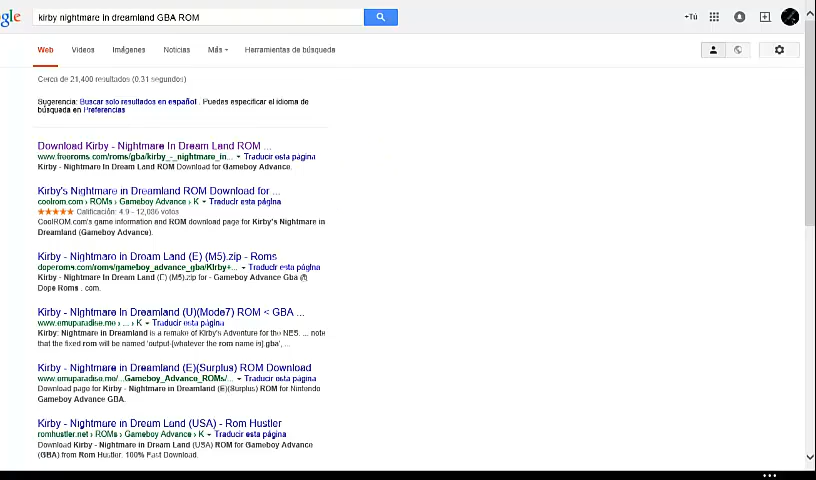 gle kirby nightmare in dreamland GBA ROM +Tú
Web Videos Imágenes Noticias Más Herramientas de búsqueda
Cerca de 21,400 resultados (0.31 segundos)
Sugerencia: Buscar solo resultados en español . Puedes especificar el idioma de
búsqueda en Preferencias
Download Kirby - Nightmare In Dream Land ROM ...
www.freeroms.com/roms/gba/kirby_-_nightmare_in... Traducir esta página
Kirby - Nightmare In Dream Land ROM Download for Gameboy Advance.
Kirby's Nightmare in Dreamland ROM Download for ...
coolrom.com › ROMs › Gameboy Advance › K Traducir esta página
★★★★★ Calificación: 4.9 - 12,036 votos
CoolROM.com's game information and ROM download page for Kirby's Nightmare in
Dreamland (Gameboy Advance).
Kirby - Nightmare in Dream Land (E) (M5).zip - Roms
doperoms.com/roms/gameboy_advance_gba/Kirby+... Traducir esta página
Kirby - Nightmare In Dream Land (E) (M5).zip for - Gameboy Advance Gba @
Dope Roms . com.
Kirby - Nightmare In Dreamland (U)(Mode7) ROM < GBA ...
www.emuparadise.me › ... › K Traducir esta página
Kirby: Nightmare in Dreamland is a remake of Kirby's Adventure for the NES. ... note
that the fixed rom will be named 'output-[whatever the rom name is].gba', ...
Kirby - Nightmare in Dreamland (E)(Surplus) ROM Download
www.emuparadise.me/...Gameboy_Advance_ROMs/... Traducir esta página
Download page for Kirby - Nightmare in Dreamland (E)(Surplus) ROM for Nintendo
Gameboy Advance GBA.
Kirby - Nightmare in Dream Land (USA) - Rom Hustler
romhustler.net › ROMs › Gameboy Advance › K Traducir esta página
Download Kirby - Nightmare in Dream Land (USA) ROM for Gameboy Advance
(GBA) from Rom Hustler. 100% Fast Download.